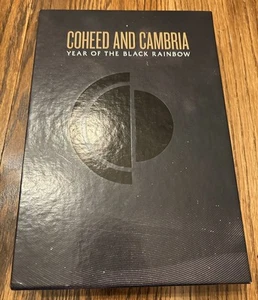 COHEED AND CAMBRIA
YEAR OF THE BLACK RAINBOW